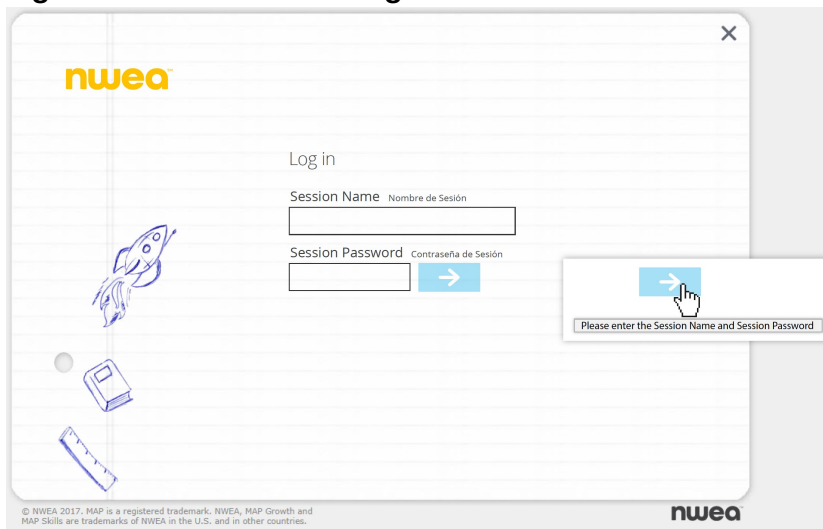 nwea
Log in
Session Name Nombre de Sesión
Session Password Contraseña de Sesión
Please enter the Session Name and Session Password
© NWEA 2017. MAP is a registered trademark. NWEA, MAP Growth and
MAP Skills are trademarks of NWEA in the U.S. and in other countries.
nwea